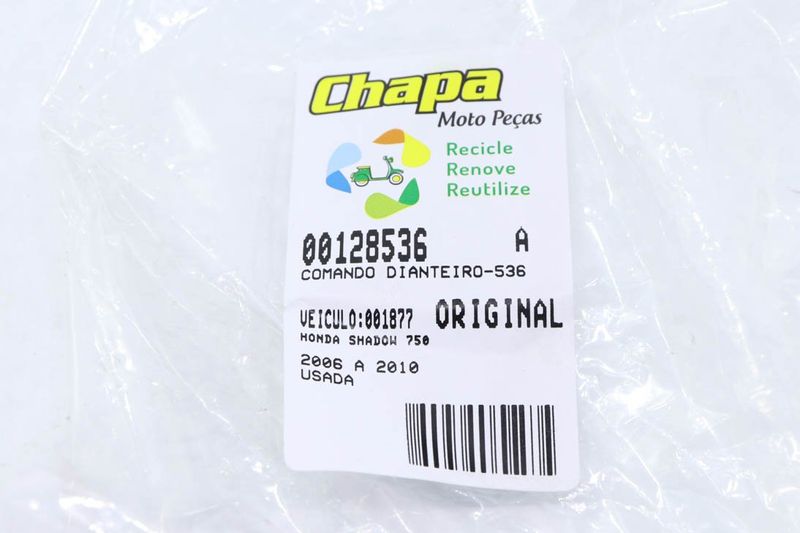 Chapa
Moto Peças
Recicle
Renove
Reutilize
00128536 A
COMANDO DIANTEIRO-536
VEICULO:001877 ORIGINAL
HONDA SHADOW 750
2006 A 2010
USADA